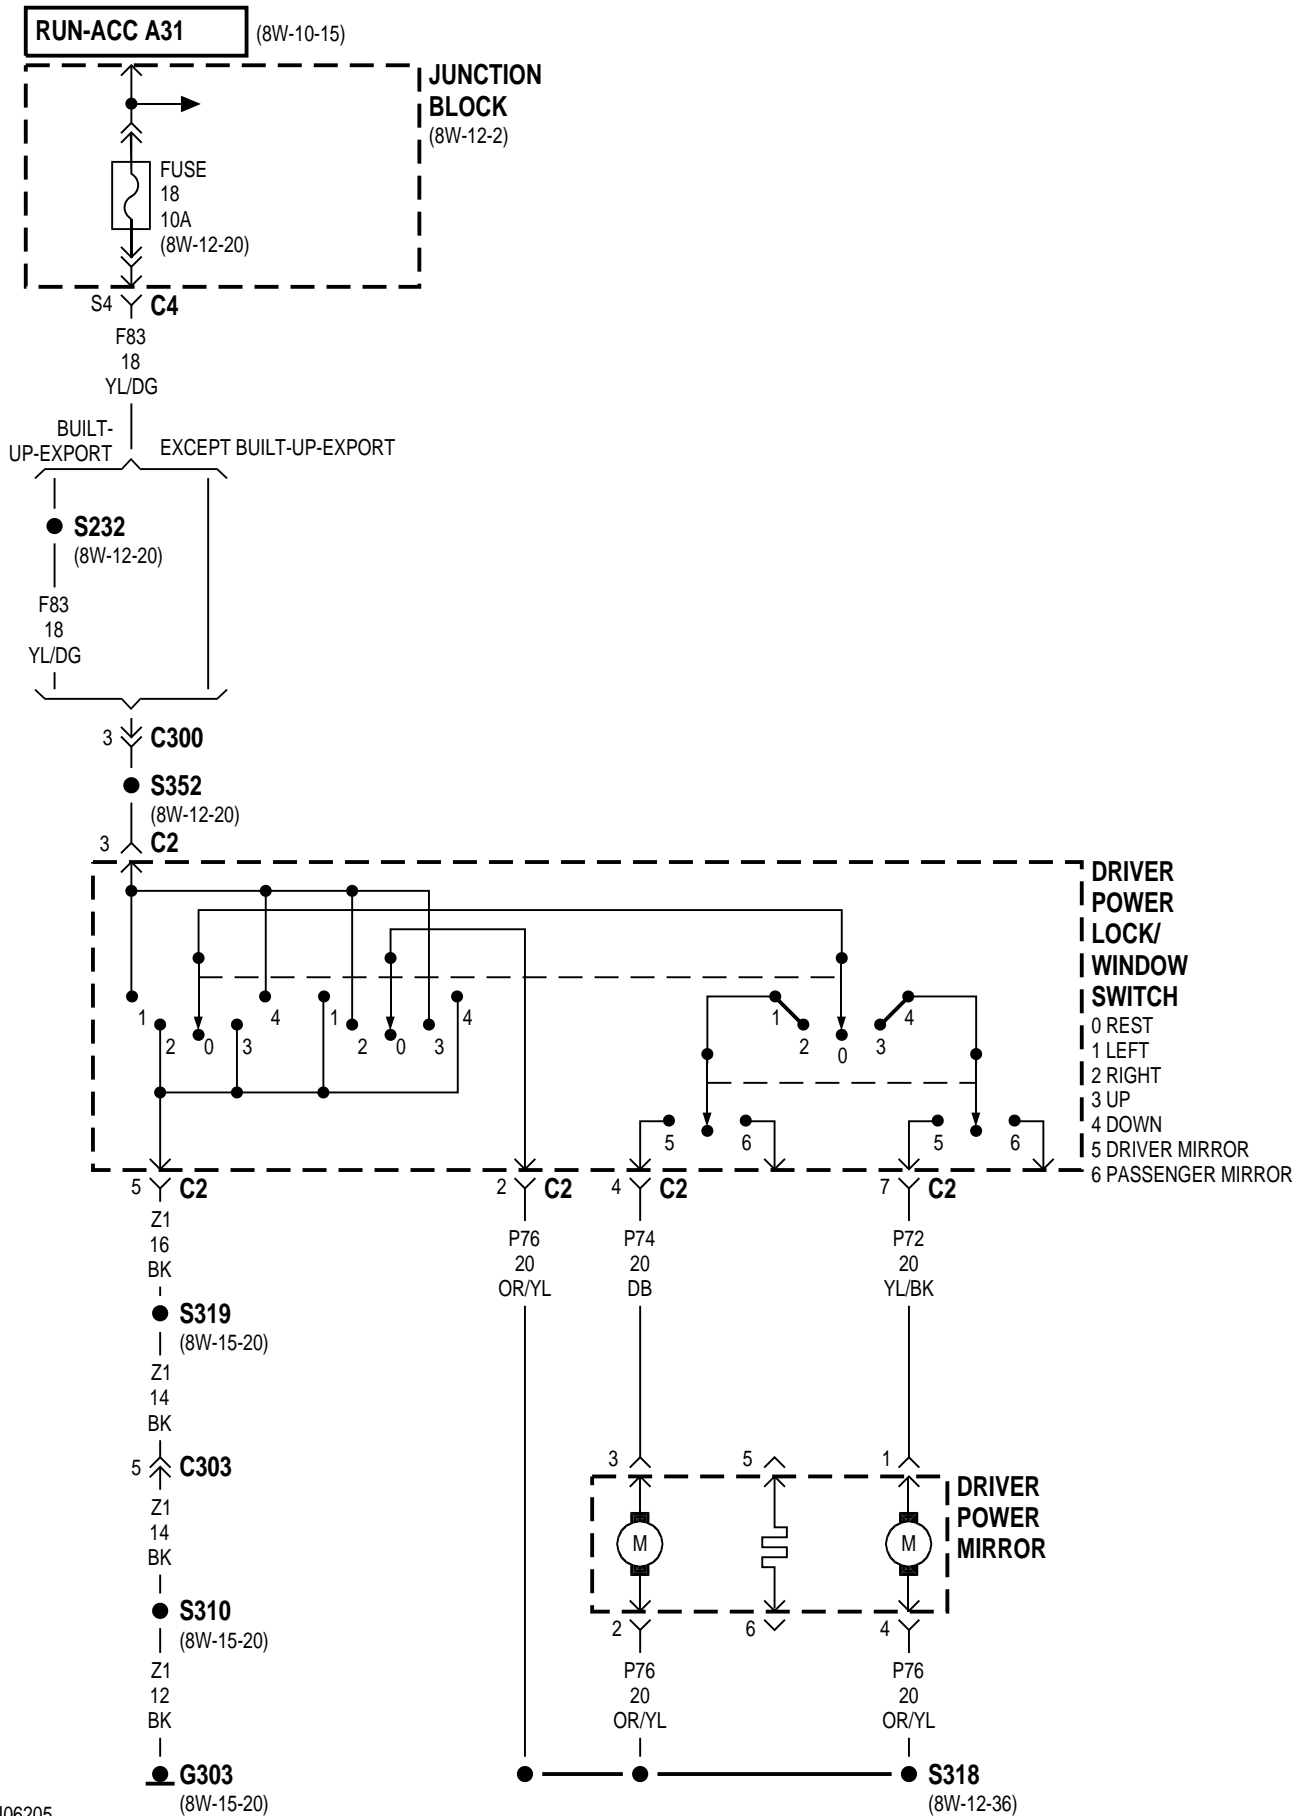 RUN-ACC A31 (8W-10-15)
JUNCTION
BLOCK
(8W-12-2)
FUSE
18
10A
(8W-12-20)
S4 C4
F83
18
YL/DG
BUILT-
UP-EXPORT
EXCEPT BUILT-UP-EXPORT
S232
(8W-12-20)
F83
18
YL/DG
3 C300
S352
(8W-12-20)
3 C2
DRIVER
POWER
LOCK/
WINDOW
SWITCH
0 REST
1 LEFT
2 RIGHT
3 UP
4 DOWN
5 DRIVER MIRROR
6 PASSENGER MIRROR
1 4 1 4 1 4
2 0 3 2 0 3 2 0 3
5 6 5 6
5 C2 2 C2 4 C2 7 C2
Z1
16
BK
P76
20
OR/YL
P74
20
DB
P72
20
YL/BK
S319
(8W-15-20)
Z1
14
BK
5 C303
Z1
14
BK
S310
(8W-15-20)
Z1
12
BK
G303
(8W-15-20)
3 5 1
DRIVER
POWER
MIRROR
M M
2 6 4
P76
20
OR/YL
P76
20
OR/YL
S318
(8W-12-36)